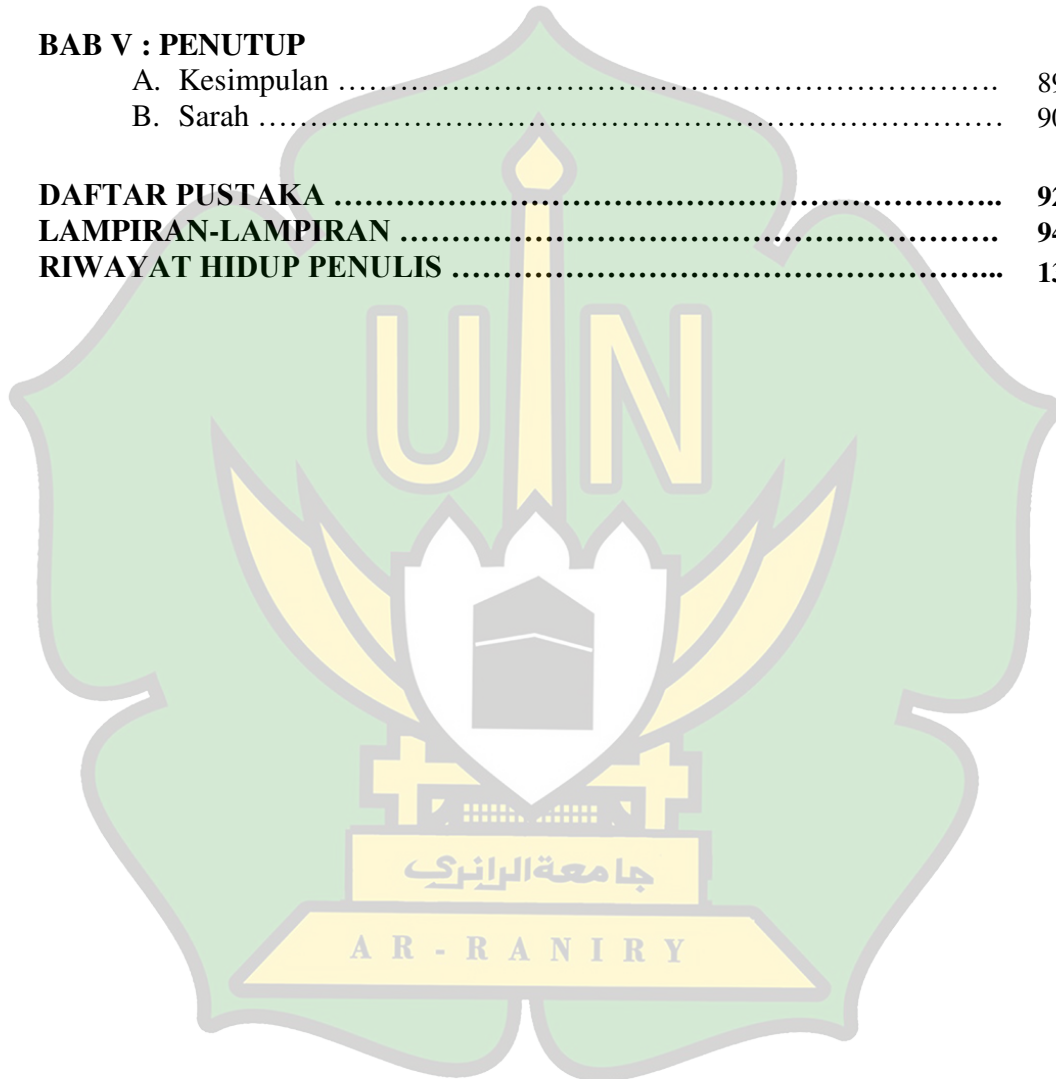 BAB V : PENUTUP
A. Kesimpulan ……………………………………………………………. 89
B. Sarah ………………………………………………………………… 90
DAFTAR PUSTAKA ………………………………………………………….. 92
LAMPIRAN-LAMPIRAN ……………………………………………………. 94
RIWAYAT HIDUP PENULIS ………………………………………………... 13
UIN
جامعةالرانري
AR-RANIRY